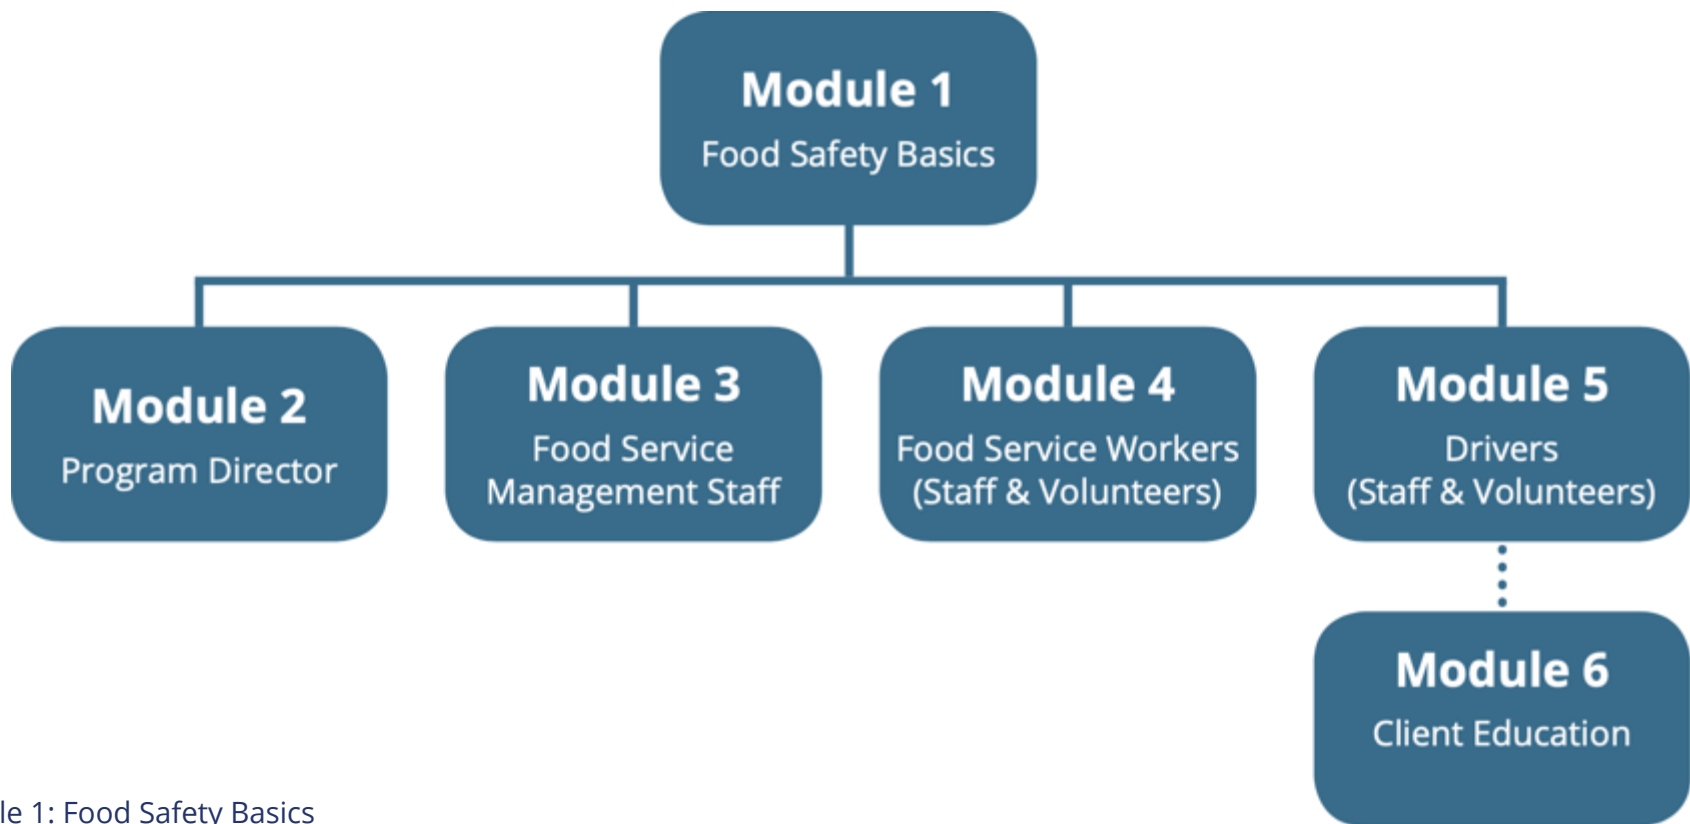 Module 1
Food Safety Basics
Module 2
Program Director
Module 3
Food Service
Management Staff
Module 4
Food Service Workers
(Staff & Volunteers)
Module 5
Drivers
(Staff & Volunteers)
Module 6
Client Education
le 1: Food Safety Basics